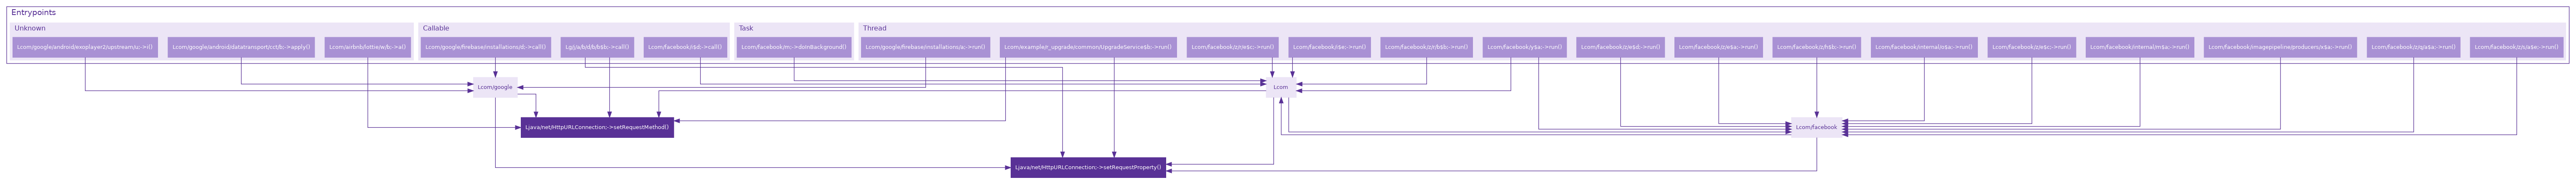 Entrypoints
Unknown
Callable
Task
Thread
Lcom/google/android/exoplayer2/upstream/c;->i()
Lcom/google/android/datatransport/cct/b;->apply()
Lcom/airbnb/lottie/w/b;->a()
Lcom/google/firebase/installations/d;->call()
Lg/j/a/b/d/b$b;->call()
Lcom/facebook/r$d;->call()
Lcom/facebook/m;->doInBackground()
Lcom/google/firebase/installations/a;->run()
Lcom/example/r_upgrade/common/UpgradeService$b;->run()
Lcom/facebook/z/r/e$c;->run()
Lcom/facebook/r$e;->run()
Lcom/facebook/z/r/b$b;->run()
Lcom/facebook/y$a;->run()
Lcom/facebook/z/e$d;->run()
Lcom/facebook/z/e$a;->run()
Lcom/facebook/z/h$b;->run()
Lcom/facebook/internal/o$a;->run()
Lcom/facebook/z/e$c;->run()
Lcom/facebook/internal/m$a;->run()
Lcom/facebook/imagepipeline/producers/x$a;->run()
Lcom/facebook/z/q/a$a;->run()
Lcom/facebook/z/s/a$e;->run()
Lcom/google
Lcom
Ljava/net/HttpURLConnection;->setRequestMethod()
Lcom/facebook
Ljava/net/HttpURLConnection;->setRequestProperty()